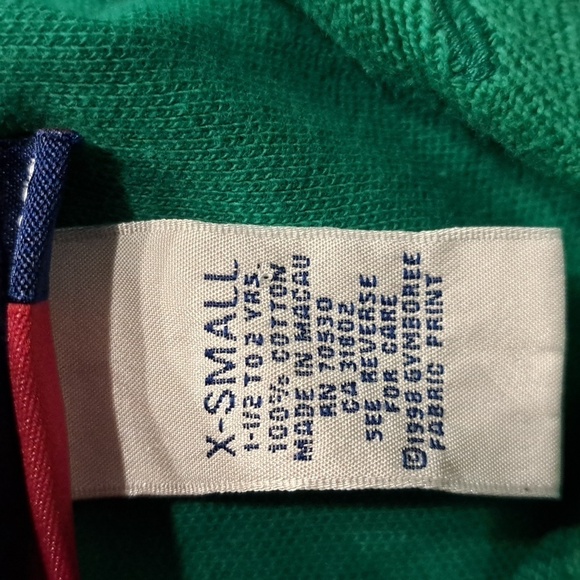 X-SMALL
1-1/2 TO 2 YRS.
100% COTTON
MADE IN MACAU
RN 70530
CA 31602
SEE REVERSE
FOR CARE
©1998 GYMBOREE
FABRIC PRINT